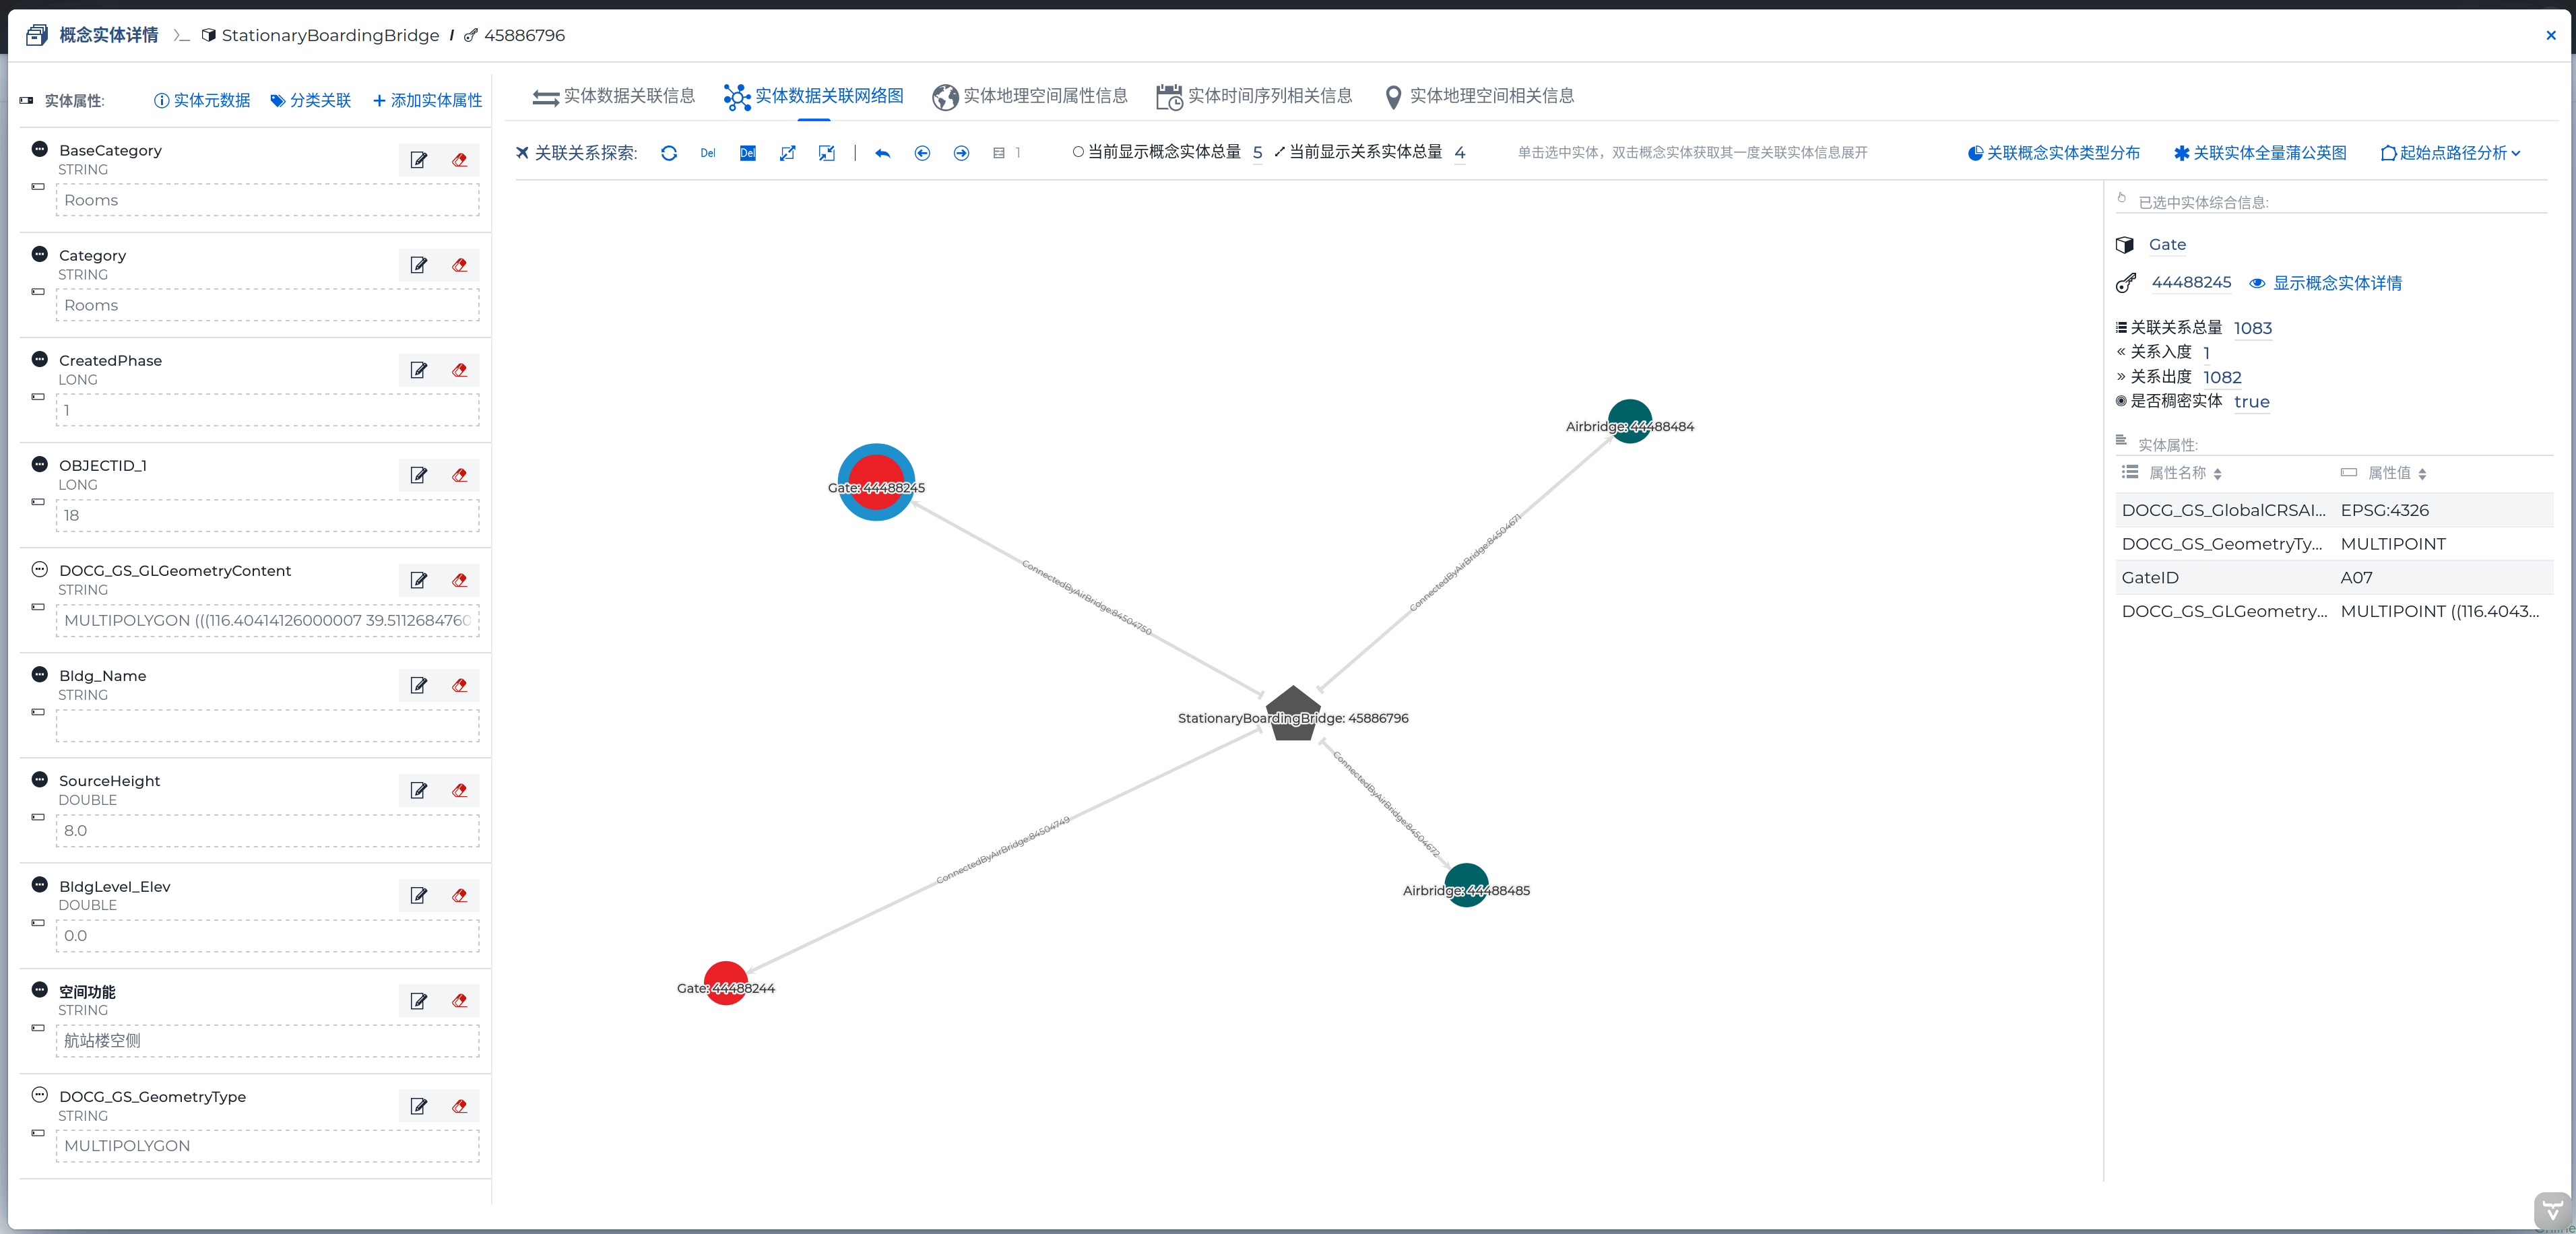 概念实体详情 StationaryBoardingBridge / 45886796
实体属性: 实体元数据 分类关联 + 添加实体属性
BaseCategory
STRING
Rooms
Category
STRING
Rooms
CreatedPhase
LONG
1
OBJECTID_1
LONG
18
DOCG_GS_GLGeometryContent
STRING
MULTIPOLYGON (((116.40414126000007 39.5112684760
Bldg_Name
STRING
SourceHeight
DOUBLE
8.0
BldgLevel_Elev
DOUBLE
0.0
空间功能
STRING
航站楼空侧
DOCG_GS_GeometryType
STRING
MULTIPOLYGON
实体数据关联信息 实体数据关联网络图 实体地理空间属性信息 实体时间序列相关信息 实体地理空间相关信息
关联关系探索: Del Del | 1 当前显示概念实体总量 5 当前显示关系实体总量 4 单击选中实体，双击概念实体获取其一度关联实体信息展开 关联概念实体类型分布 关联实体全量蒲公英图 起始点路径分析
Airbridge: 44488484
Gate: 44488245
ConnectedByAirBridge:84504671
ConnectedByAirBridge:84504750
StationaryBoardingBridge: 45886796
ConnectedByAirBridge:84504672
ConnectedByAirBridge:84504749
Airbridge: 44488485
Gate: 44488244
已选中实体综合信息:
Gate
44488245 显示概念实体详情
关联关系总量 1083
« 关系入度 1
» 关系出度 1082
是否稠密实体 true
实体属性:
属性名称 属性值
DOCG_GS_GlobalCRSAI... EPSG:4326
DOCG_GS_GeometryTy... MULTIPOINT
GateID A07
DOCG_GS_GLGeometry... MULTIPOINT ((116.4043...